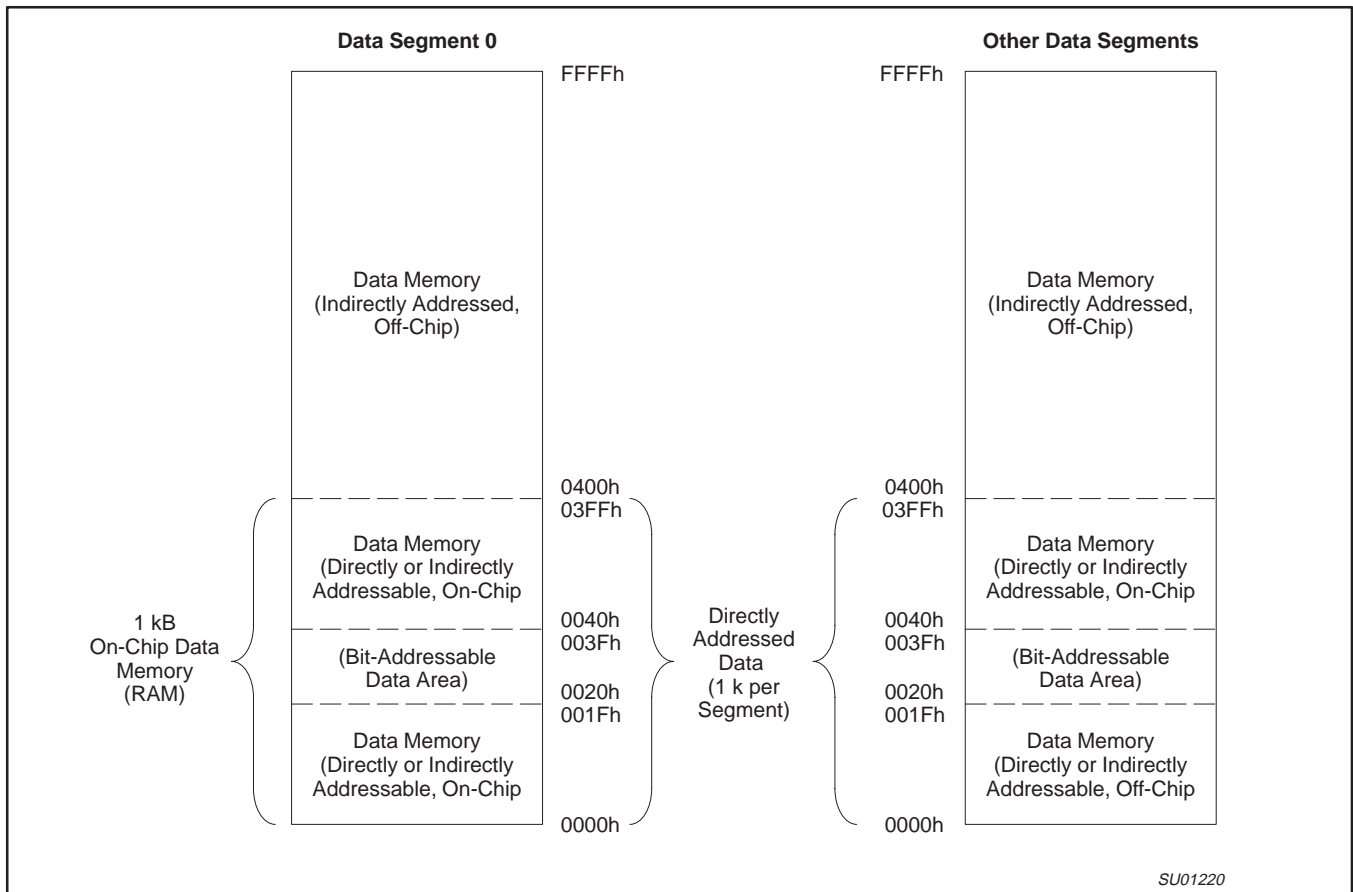 Data Segment 0
FFFFh
Data Memory
(Indirectly Addressed,
Off-Chip)
0400h
03FFh
Data Memory
(Directly or Indirectly
Addressable, On-Chip
0040h
003Fh
(Bit-Addressable
Data Area)
0020h
001Fh
Data Memory
(Directly or Indirectly
Addressable, On-Chip
0000h
1 kB
On-Chip Data
Memory
(RAM)
Directly
Addressed
Data
(1 k per
Segment)
Other Data Segments
FFFFh
Data Memory
(Indirectly Addressed,
Off-Chip)
0400h
03FFh
Data Memory
(Directly or Indirectly
Addressable, On-Chip
0040h
003Fh
(Bit-Addressable
Data Area)
0020h
001Fh
Data Memory
(Directly or Indirectly
Addressable, Off-Chip
0000h
SU01220